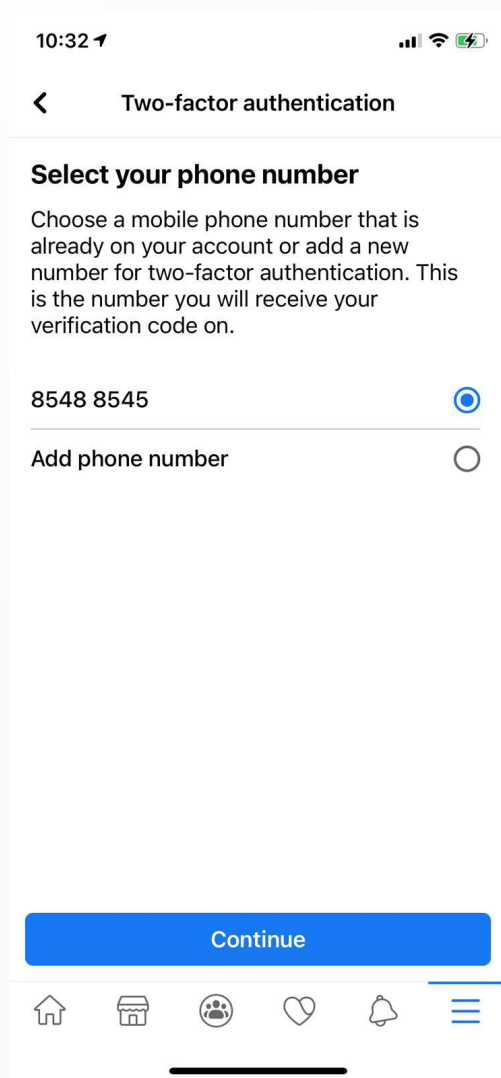 10:32
Two-factor authentication
Select your phone number
Choose a mobile phone number that is
already on your account or add a new
number for two-factor authentication. This
is the number you will receive your
verification code on.
8548 8545
Add phone number
Continue